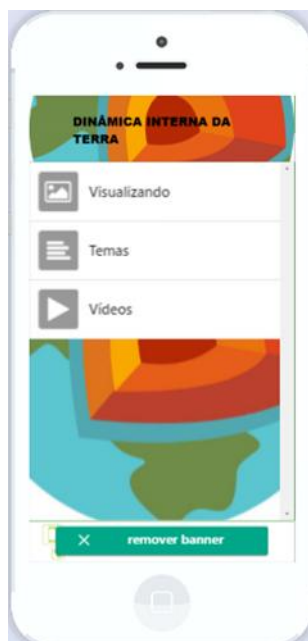 DINÂMICA INTERNA DA
TERRA
Visualizando
Temas
Vídeos
× remover banner